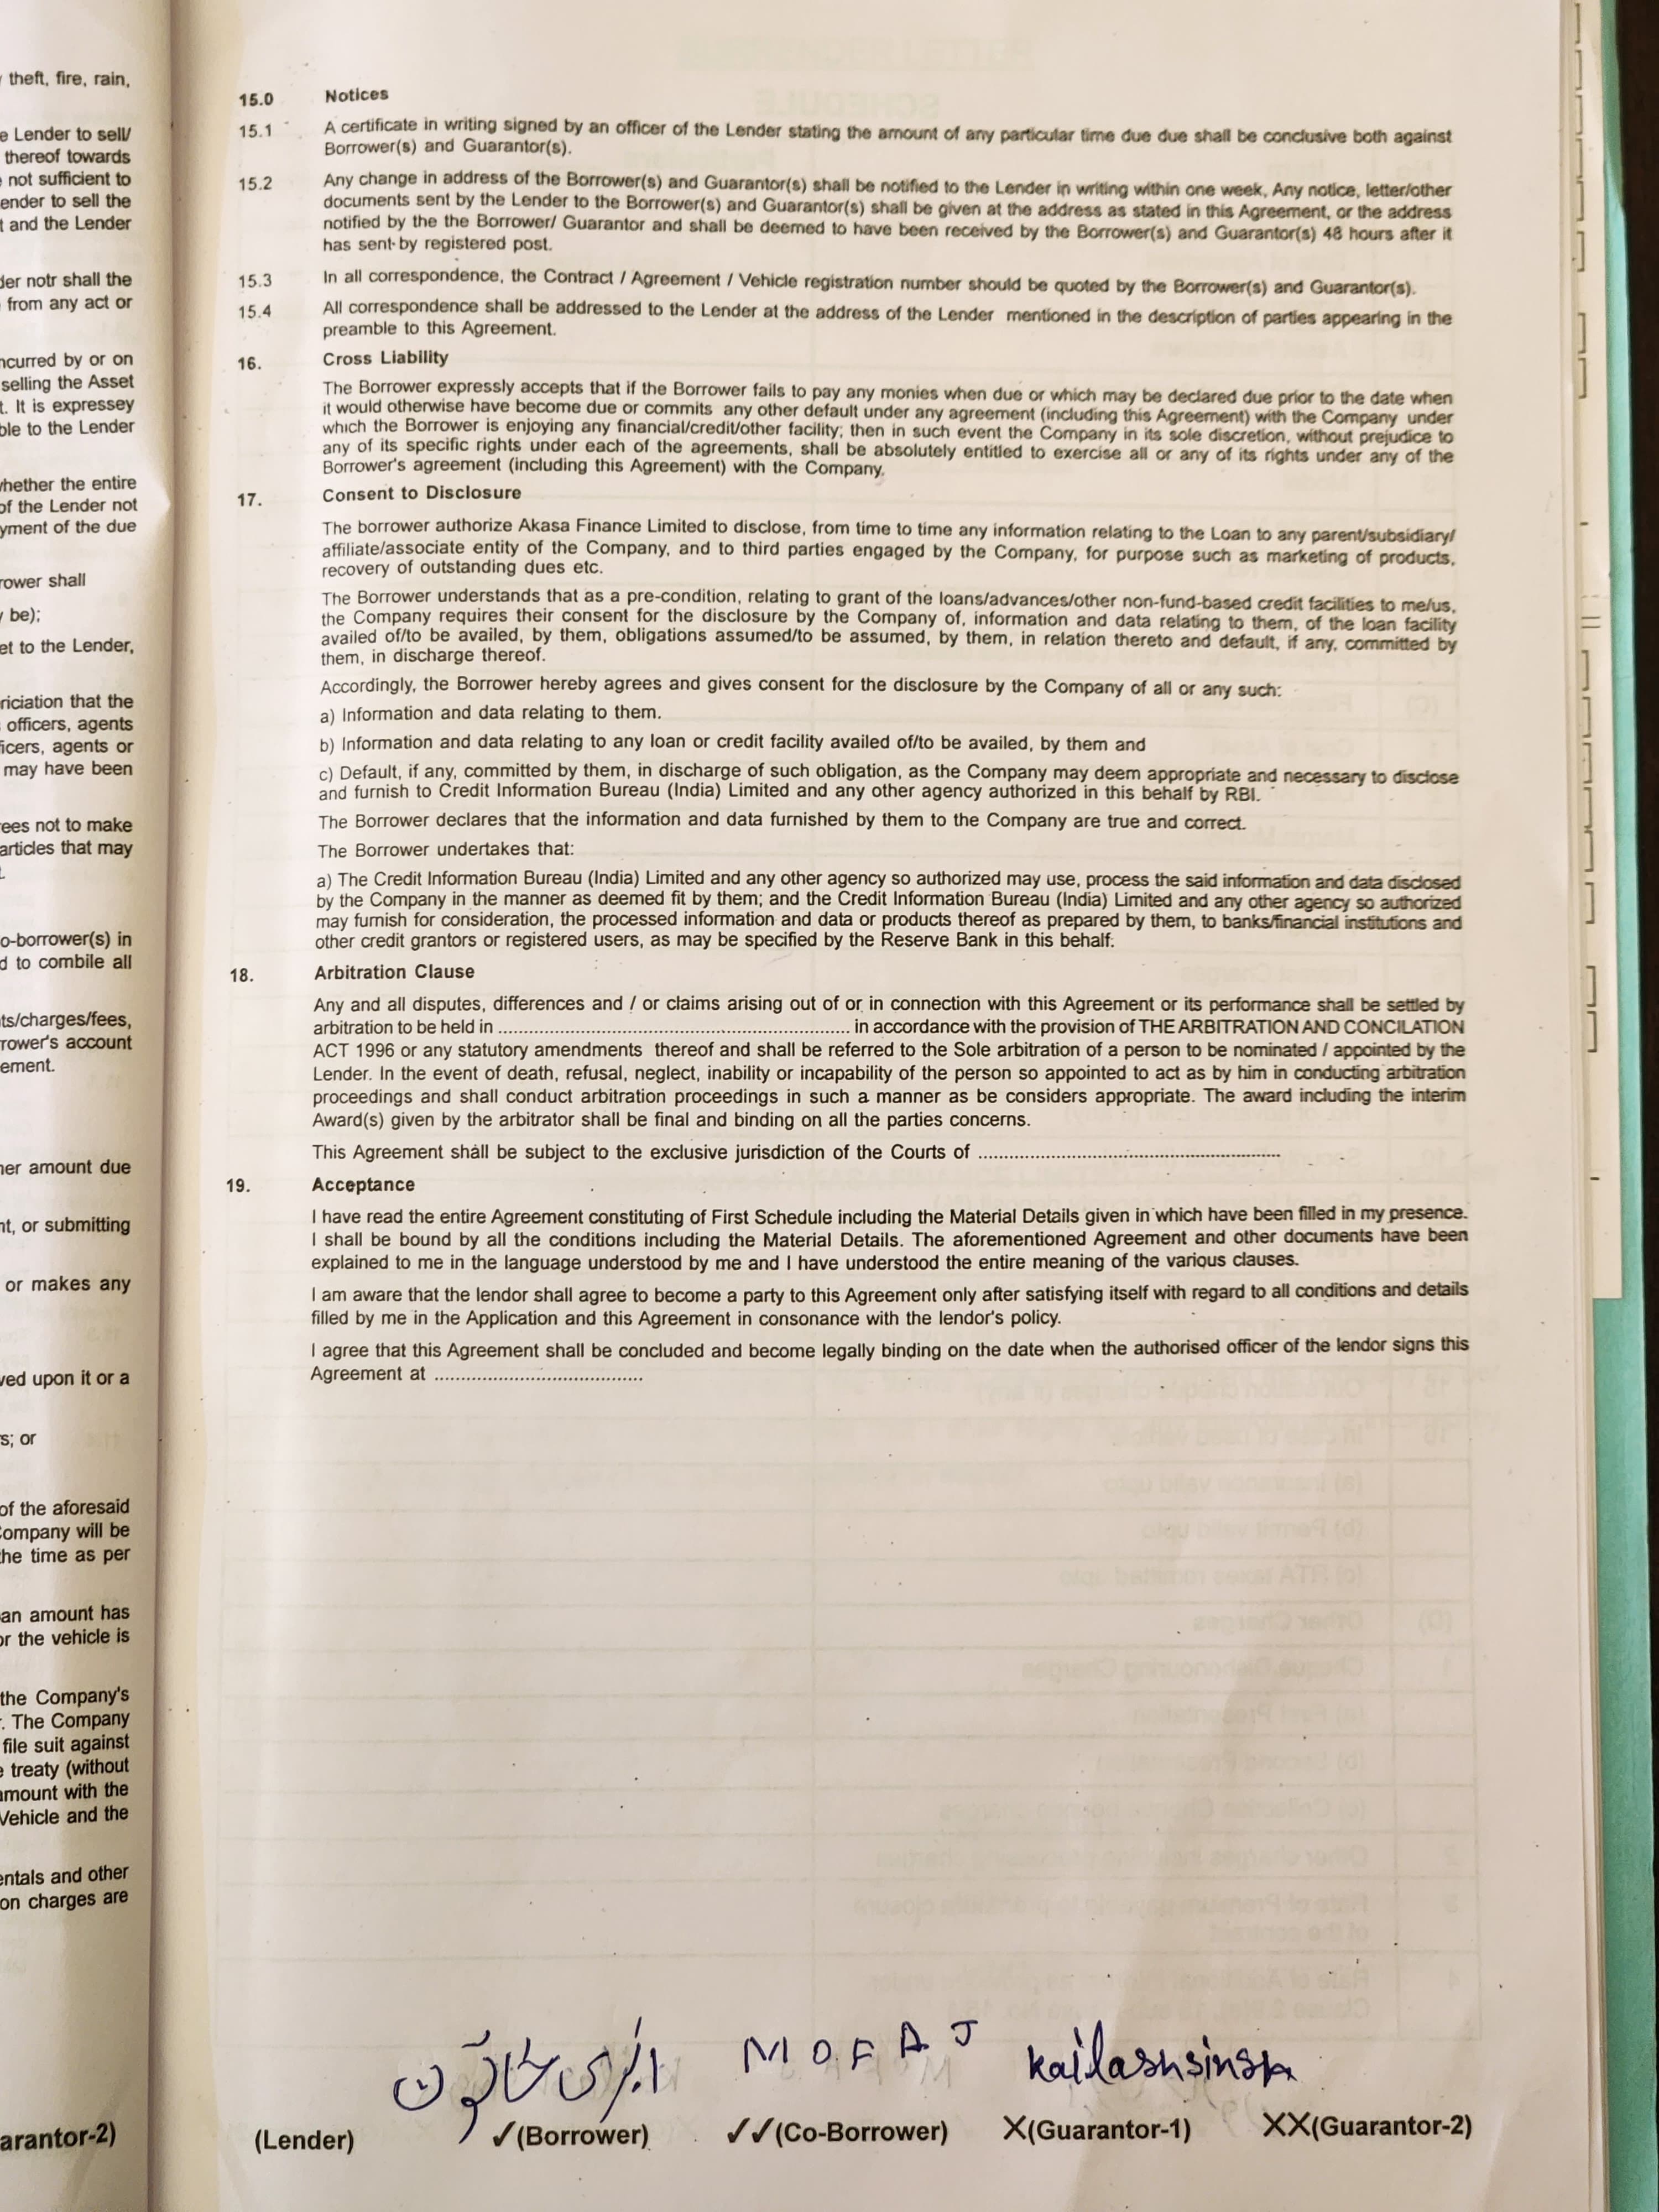 theft, fire, rain,
e Lender to sell/
thereof towards
not sufficient to
ender to sell the
t and the Lender
der notr shall the
from any act or
ncurred by or on
selling the Asset
t. It is expressey
ble to the Lender
whether the entire
of the Lender not
yment of the due
rower shall
be);
et to the Lender,
riciation that the
officers, agents
ficers, agents or
may have been
ees not to make
articles that may
o-borrower(s) in
d to combile all
ts/charges/fees,
rower's account
ement.
her amount due
nt, or submitting
or makes any
ved upon it or a
s; or
of the aforesaid
Company will be
the time as per
an amount has
or the vehicle is
the Company's
. The Company
file suit against
e treaty (without
amount with the
Vehicle and the
entals and other
on charges are
arantor-2)
15.0 Notices
15.1 A certificate in writing signed by an officer of the Lender stating the amount of any particular time due due shall be conclusive both against
Borrower(s) and Guarantor(s).
15.2 Any change in address of the Borrower(s) and Guarantor(s) shall be notified to the Lender in writing within one week, Any notice, letter/other
documents sent by the Lender to the Borrower(s) and Guarantor(s) shall be given at the address as stated in this Agreement, or the address
notified by the the Borrower/ Guarantor and shall be deemed to have been received by the Borrower(s) and Guarantor(s) 48 hours after it
has sent by registered post.
15.3 In all correspondence, the Contract / Agreement / Vehicle registration number should be quoted by the Borrower(s) and Guarantor(s).
15.4 All correspondence shall be addressed to the Lender at the address of the Lender mentioned in the description of parties appearing in the
preamble to this Agreement.
16. Cross Liability
The Borrower expressly accepts that if the Borrower fails to pay any monies when due or which may be declared due prior to the date when
it would otherwise have become due or commits any other default under any agreement (including this Agreement) with the Company under
which the Borrower is enjoying any financial/credit/other facility; then in such event the Company in its sole discretion, without prejudice to
any of its specific rights under each of the agreements, shall be absolutely entitled to exercise all or any of its rights under any of the
Borrower's agreement (including this Agreement) with the Company.
17. Consent to Disclosure
The borrower authorize Akasa Finance Limited to disclose, from time to time any information relating to the Loan to any parent/subsidiary/
affiliate/associate entity of the Company, and to third parties engaged by the Company, for purpose such as marketing of products,
recovery of outstanding dues etc.
The Borrower understands that as a pre-condition, relating to grant of the loans/advances/other non-fund-based credit facilities to me/us,
the Company requires their consent for the disclosure by the Company of, information and data relating to them, of the loan facility
availed of/to be availed, by them, obligations assumed/to be assumed, by them, in relation thereto and default, if any, committed by
them, in discharge thereof.
Accordingly, the Borrower hereby agrees and gives consent for the disclosure by the Company of all or any such:
a) Information and data relating to them.
b) Information and data relating to any loan or credit facility availed of/to be availed, by them and
c) Default, if any, committed by them, in discharge of such obligation, as the Company may deem appropriate and necessary to disclose
and furnish to Credit Information Bureau (India) Limited and any other agency authorized in this behalf by RBI.
The Borrower declares that the information and data furnished by them to the Company are true and correct.
The Borrower undertakes that:
a) The Credit Information Bureau (India) Limited and any other agency so authorized may use, process the said information and data disclosed
by the Company in the manner as deemed fit by them; and the Credit Information Bureau (India) Limited and any other agency so authorized
may furnish for consideration, the processed information and data or products thereof as prepared by them, to banks/financial institutions and
other credit grantors or registered users, as may be specified by the Reserve Bank in this behalf.
18. Arbitration Clause
Any and all disputes, differences and / or claims arising out of or in connection with this Agreement or its performance shall be settled by
arbitration to be held in ........................................ in accordance with the provision of THE ARBITRATION AND CONCILATION
ACT 1996 or any statutory amendments thereof and shall be referred to the Sole arbitration of a person to be nominated / appointed by the
Lender. In the event of death, refusal, neglect, inability or incapability of the person so appointed to act as by him in conducting arbitration
proceedings and shall conduct arbitration proceedings in such a manner as be considers appropriate. The award including the interim
Award(s) given by the arbitrator shall be final and binding on all the parties concerns.
This Agreement shall be subject to the exclusive jurisdiction of the Courts of ........................................
19. Acceptance
I have read the entire Agreement constituting of First Schedule including the Material Details given in which have been filled in my presence.
I shall be bound by all the conditions including the Material Details. The aforementioned Agreement and other documents have been
explained to me in the language understood by me and I have understood the entire meaning of the various clauses.
I am aware that the lendor shall agree to become a party to this Agreement only after satisfying itself with regard to all conditions and details
filled by me in the Application and this Agreement in consonance with the lendor's policy.
I agree that this Agreement shall be concluded and become legally binding on the date when the authorised officer of the lendor signs this
Agreement at ........................................
MOFAJ kailashsinsh
(Lender) ✓(Borrower) ✓✓(Co-Borrower) X(Guarantor-1) XX(Guarantor-2)